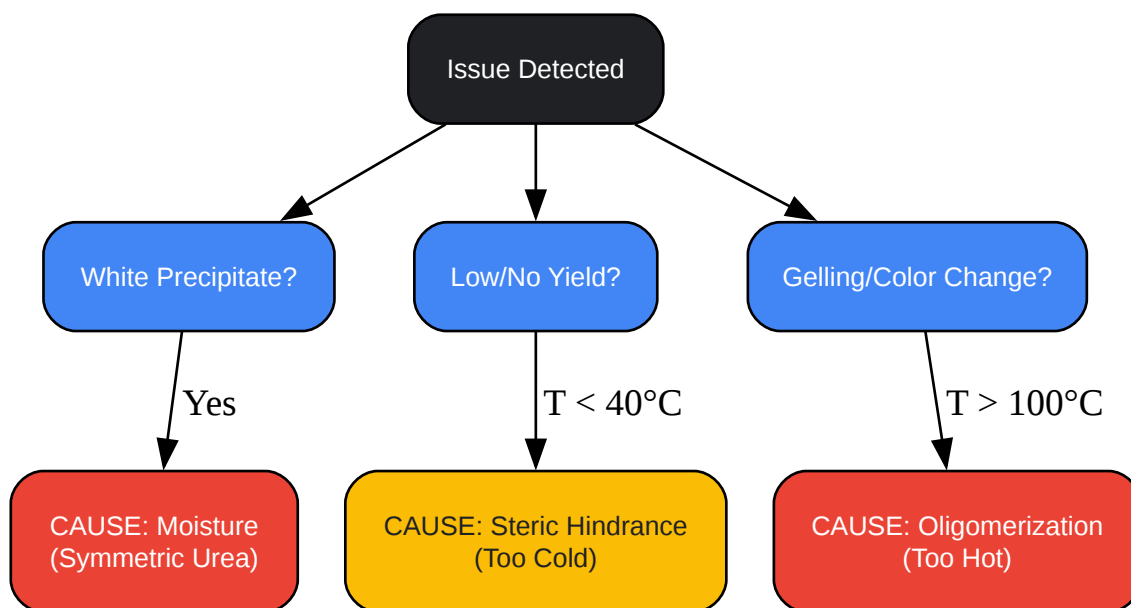 Issue Detected
White Precipitate?
Low/No Yield?
Gelling/Color Change?
Yes
T < 40°C
T > 100°C
CAUSE: Moisture
(Symmetric Urea)
CAUSE: Steric Hindrance
(Too Cold)
CAUSE: Oligomerization
(Too Hot)